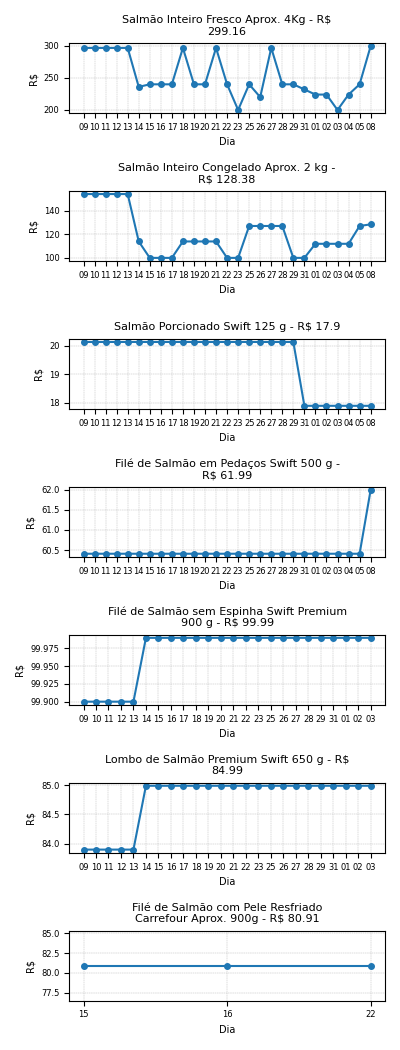 Salmão Inteiro Fresco Aprox. 4Kg - R$
299.16
300
250
200
R$
09 10 11 12 13 14 15 16 17 18 19 20 21 22 23 24 26 27 28 29 31 01 02 03 04 05 08
Dia
Salmão Inteiro Congelado Aprox. 2 kg -
R$ 128.38
140
120
100
R$
09 10 11 12 13 14 15 16 17 18 19 20 21 22 23 24 26 27 28 29 31 01 02 03 04 05 08
Dia
Salmão Porcionado Swift 125 g - R$ 17.9
20
19
18
R$
09 10 11 12 13 14 15 16 17 18 19 20 21 22 23 24 26 27 28 29 31 01 02 03 04 05 08
Dia
Filé de Salmão em Pedaços Swift 500 g -
R$ 61.99
62.0
61.5
61.0
60.5
R$
09 10 11 12 13 14 15 16 17 18 19 20 21 22 23 24 26 27 28 29 31 01 02 03 04 05 08
Dia
Filé de Salmão sem Espinha Swift Premium
900 g - R$ 99.99
99.975
99.950
99.925
99.900
R$
09 10 11 12 13 14 15 16 17 18 19 20 21 22 23 24 26 27 28 29 31 01 02 03
Dia
Lombo de Salmão Premium Swift 650 g - R$
84.99
85.0
84.5
84.0
R$
09 10 11 12 13 14 15 16 17 18 19 20 21 22 23 24 26 27 28 29 31 01 02 03
Dia
Filé de Salmão com Pele Resfriado
Carrefour Aprox. 900g - R$ 80.91
85.0
82.5
80.0
77.5
R$
15 16 22
Dia